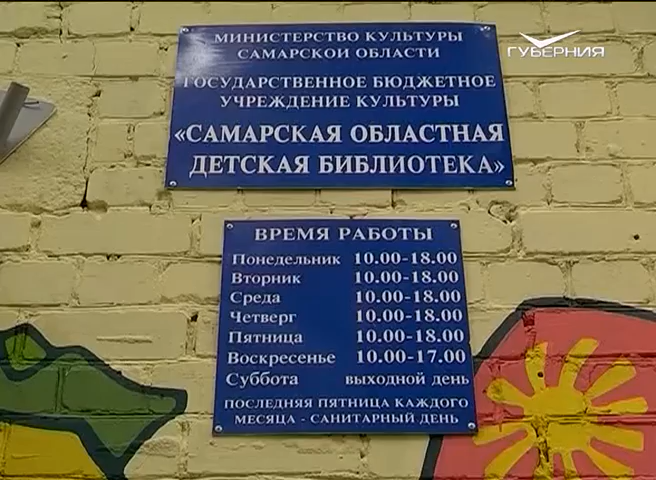 ГУБЕРНИЯ
МИНИСТЕРСТВО КУЛЬТУРЫ
САМАРСКОЙ ОБЛАСТИ
ГОСУДАРСТВЕННОЕ БЮДЖЕТНОЕ
УЧРЕЖДЕНИЕ КУЛЬТУРЫ
«САМАРСКАЯ ОБЛАСТНАЯ
ДЕТСКАЯ БИБЛИОТЕКА»
ВРЕМЯ РАБОТЫ
Понедельник 10.00-18.00
Вторник 10.00-18.00
Среда 10.00-18.00
Четверг 10.00-18.00
Пятница 10.00-18.00
Воскресенье 10.00-17.00
Суббота ВЫХОДНОЙ ДЕНЬ
ПОСЛЕДНЯЯ ПЯТНИЦА КАЖДОГО
МЕСЯЦА - САНИТАРНЫЙ ДЕНЬ